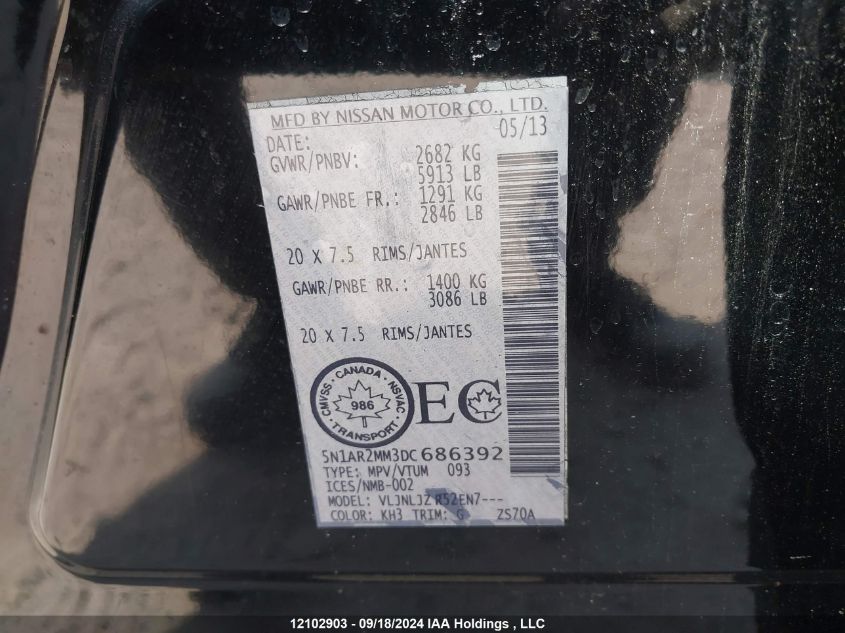 MFD BY NISSAN MOTOR CO., LTD.
DATE: 05/13
GVWR/PNBV: 2682 KG
5913 LB
GAWR/PNBE FR.: 1291 KG
2846 LB
20 X 7.5 RIMS/JANTES
GAWR/PNBE RR.: 1400 KG
3086 LB
20 X 7.5 RIMS/JANTES
CMVSS · CANADA · NSVAC · TRANSPORT ·
986
EC
5N1AR2MM3DC686392
TYPE: MPV/VTUM 093
ICES/NMB-002
MODEL: VLJNLJZ R52EN7---
COLOR: KH3 TRIM: G ZS70A
12102903 - 09/18/2024 IAA Holdings , LLC